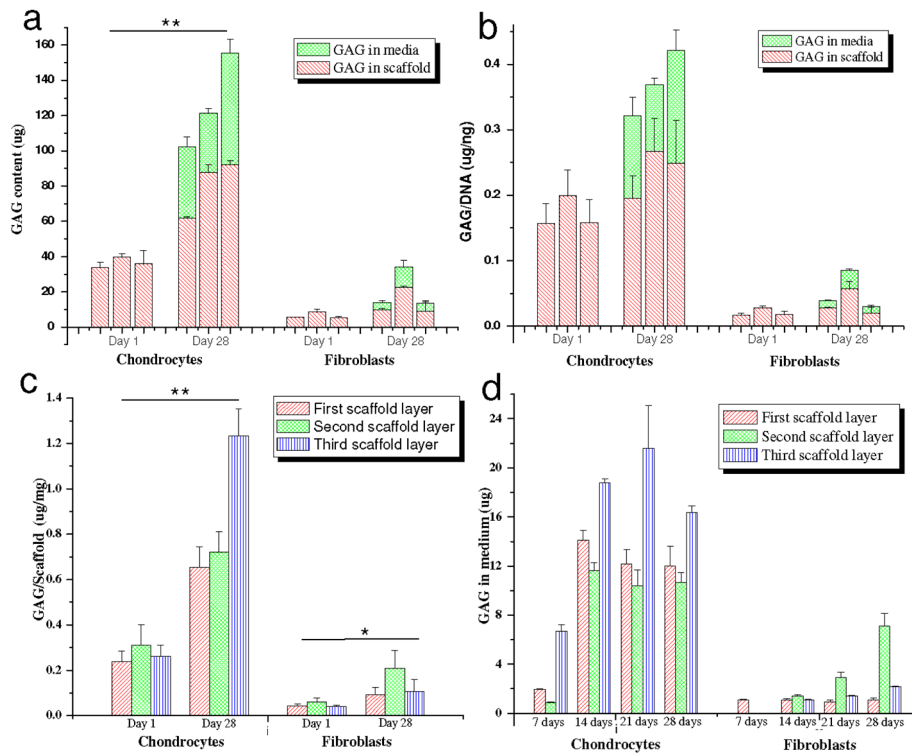 a
**
GAG in media
GAG in scaffold
GAG content (ug)
160
140
120
100
80
60
40
20
0
Day 1
Day 28
Day 1
Day 28
Chondrocytes
Fibroblasts
b
GAG in media
GAG in scaffold
GAG/DNA (ug/ng)
0.4
0.3
0.2
0.1
0.0
Day 1
Day 28
Day 1
Day 28
Chondrocytes
Fibroblasts
c
**
First scaffold layer
Second scaffold layer
Third scaffold layer
GAG/Scaffold (ug/mg)
1.4
1.2
1.0
0.8
0.6
0.4
0.2
0.0
*
Day 1
Day 28
Day 1
Day 28
Chondrocytes
Fibroblasts
d
First scaffold layer
Second scaffold layer
Third scaffold layer
GAG in medium (ug)
24
20
16
12
8
4
0
7 days
14 days
21 days
28 days
7 days
14 days
21 days
28 days
Chondrocytes
Fibroblasts